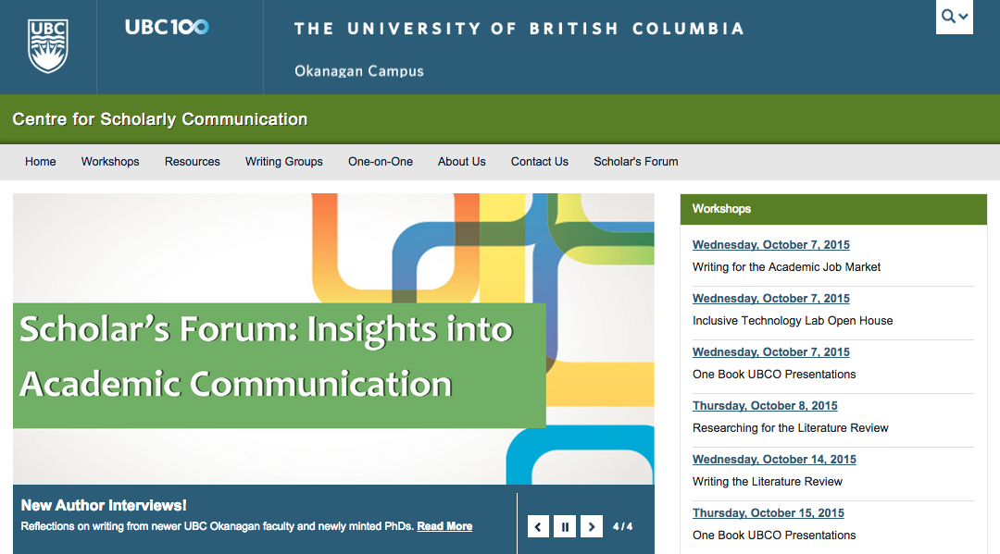 UBC
UBC100
THE UNIVERSITY OF BRITISH COLUMBIA
Okanagan Campus
Centre for Scholarly Communication
Home Workshops Resources Writing Groups One-on-One About Us Contact Us Scholar's Forum
Scholar’s Forum: Insights into
Academic Communication
New Author Interviews!
Reflections on writing from newer UBC Okanagan faculty and newly minted PhDs. Read More
4 / 4
Workshops
Wednesday, October 7, 2015
Writing for the Academic Job Market
Wednesday, October 7, 2015
Inclusive Technology Lab Open House
Wednesday, October 7, 2015
One Book UBCO Presentations
Thursday, October 8, 2015
Researching for the Literature Review
Wednesday, October 14, 2015
Writing the Literature Review
Thursday, October 15, 2015
One Book UBCO Presentations